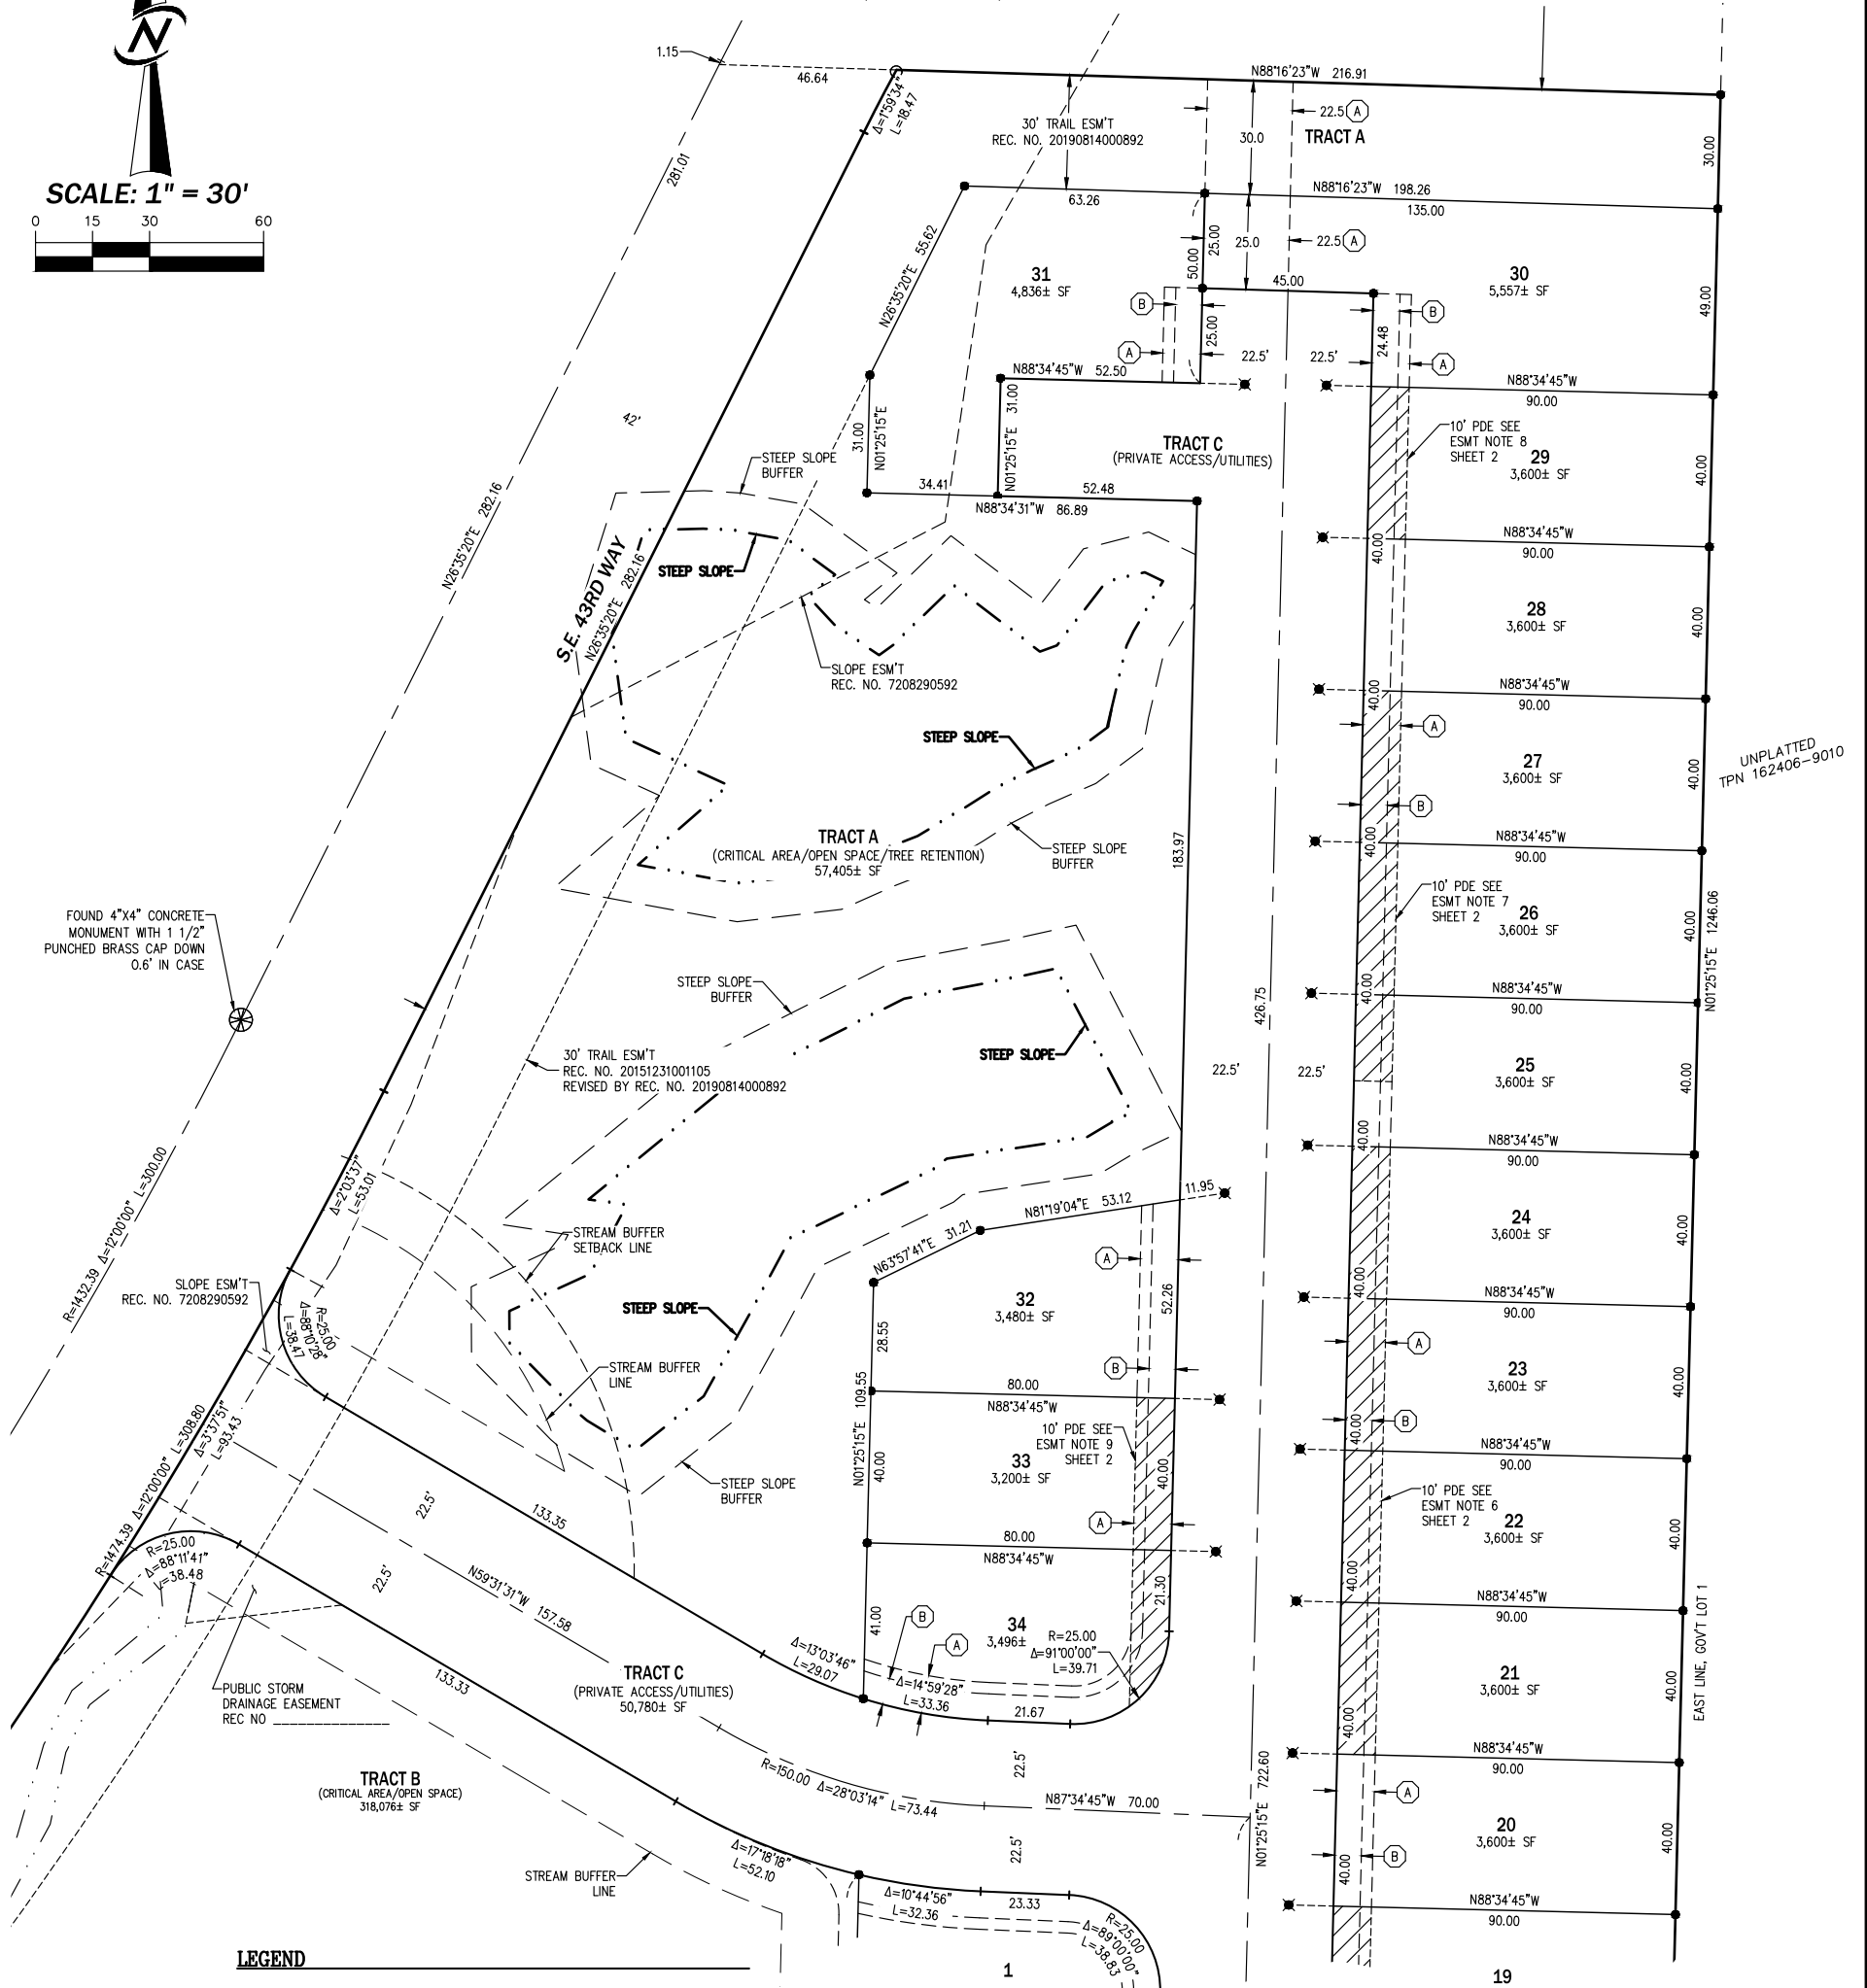 N
SCALE: 1" = 30'
0 15 30 60
1.15
46.64
Δ=1°59'34"
L=18.47
N88°16'23"W 216.91
22.5 A
TRACT A
30' TRAIL ESM'T
REC. NO. 20190814000892
30.0
30.00
281.01
N88°16'23"W 198.26
63.26
135.00
N26°35'20"E 55.62
50.00
25.00
25.0
22.5 A
45.00
31
4,836± SF
30
5,557± SF
49.00
B
B
25.00
24.48
A
22.5'
22.5'
A
N88°34'45"W 52.50
N88°34'45"W
90.00
31.00
N01°25'15"E
N01°25'15"E 31.00
42'
TRACT C
(PRIVATE ACCESS/UTILITIES)
10' PDE SEE
ESMT NOTE 8
SHEET 2
29
3,600± SF
40.00
STEEP SLOPE
BUFFER
34.41
52.48
N88°34'31"W 86.89
N26°35'20"E 282.16
S.E. 43RD WAY
N26°35'20"E 282.16
STEEP SLOPE
40.00
N88°34'45"W
90.00
28
3,600± SF
40.00
SLOPE ESM'T
REC. NO. 7208290592
40.00
N88°34'45"W
90.00
STEEP SLOPE
A
27
3,600± SF
40.00
UNPLATTED
TPN 162406-9010
B
TRACT A
(CRITICAL AREA/OPEN SPACE/TREE RETENTION)
57,405± SF
STEEP SLOPE
BUFFER
183.97
40.00
N88°34'45"W
90.00
10' PDE SEE
ESMT NOTE 7
SHEET 2
26
3,600± SF
40.00
N01°25'15"E 1246.06
FOUND 4"X4" CONCRETE
MONUMENT WITH 1 1/2"
PUNCHED BRASS CAP DOWN
0.6' IN CASE
STEEP SLOPE
BUFFER
40.00
N88°34'45"W
90.00
426.75
STEEP SLOPE
30' TRAIL ESM'T
REC. NO. 20151231001105
REVISED BY REC. NO. 20190814000892
22.5'
22.5'
25
3,600± SF
40.00
40.00
N88°34'45"W
90.00
R=1432.39 Δ=12°00'00" L=300.00
Δ=2°03'37"
L=53.01
N81°19'04"E 53.12
11.95
N63°57'41"E 31.21
24
3,600± SF
40.00
STREAM BUFFER
SETBACK LINE
A
SLOPE ESM'T
REC. NO. 7208290592
R=25.00
Δ=88°10'28"
L=38.47
STEEP SLOPE
32
3,480± SF
52.26
40.00
N88°34'45"W
90.00
28.55
A
STREAM BUFFER
LINE
B
23
3,600± SF
40.00
80.00
N88°34'45"W
N01°25'15"E 109.55
B
40.00
R=1474.39 Δ=12°00'00" L=308.80
Δ=3°37'51"
L=93.43
10' PDE SEE
ESMT NOTE 9
SHEET 2
33
3,200± SF
40.00
40.00
N88°34'45"W
90.00
STEEP SLOPE
BUFFER
A
10' PDE SEE
ESMT NOTE 6
SHEET 2
22
3,600± SF
40.00
22.5'
133.35
80.00
N88°34'45"W
R=25.00
Δ=88°11'41"
L=38.48
22.5'
N59°31'31"W 157.58
21.30
40.00
N88°34'45"W
90.00
EAST LINE, GOV'T LOT 1
41.00
B
A
34
3,496±
R=25.00
Δ=91°00'00"
L=39.71
Δ=13°03'46"
L=29.07
Δ=14°59'28"
L=33.36
21.67
21
3,600± SF
40.00
133.33
TRACT C
(PRIVATE ACCESS/UTILITIES)
50,780± SF
PUBLIC STORM
DRAINAGE EASEMENT
REC NO ________________
40.00
N88°34'45"W
90.00
22.5'
R=150.00 Δ=28°03'14" L=73.44
N87°34'45"W 70.00
N01°25'15"E 722.60
A
TRACT B
(CRITICAL AREA/OPEN SPACE)
318,076± SF
20
3,600± SF
40.00
22.5'
B
Δ=17°18'18"
L=52.10
STREAM BUFFER
LINE
40.00
Δ=10°44'56"
L=32.36
23.33
N88°34'45"W
90.00
R=25.00
Δ=89°00'00"
L=38.83
LEGEND
1
19